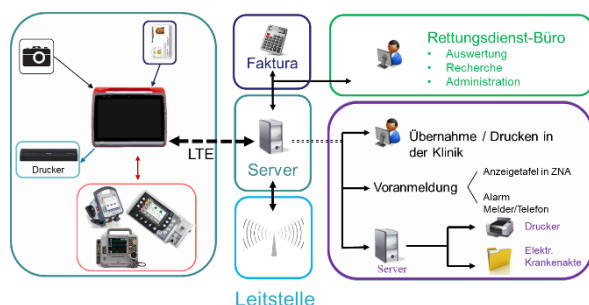 Drucker
LTE
Faktura
Server
Leitstelle
Rettungsdienst-Büro
• Auswertung
• Recherche
• Administration
Übernahme / Drucken in
der Klinik
Voranmeldung
Anzeigetafel in ZNA
Alarm
Melder/Telefon
Server
Drucker
Elektr.
Krankenakte